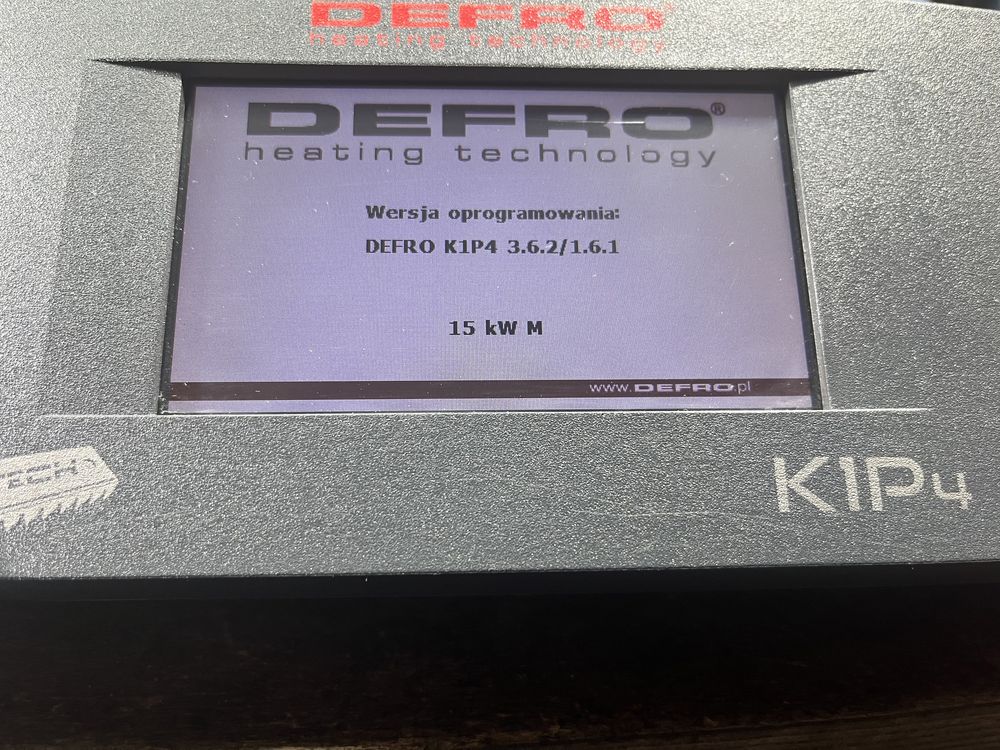 DEFRO
heating technology
DEFRO®
heating technology
Wersja oprogramowania:
DEFRO K1P4 3.6.2/1.6.1
15 kW M
www.DEFRO.pl
TECH
K1P4